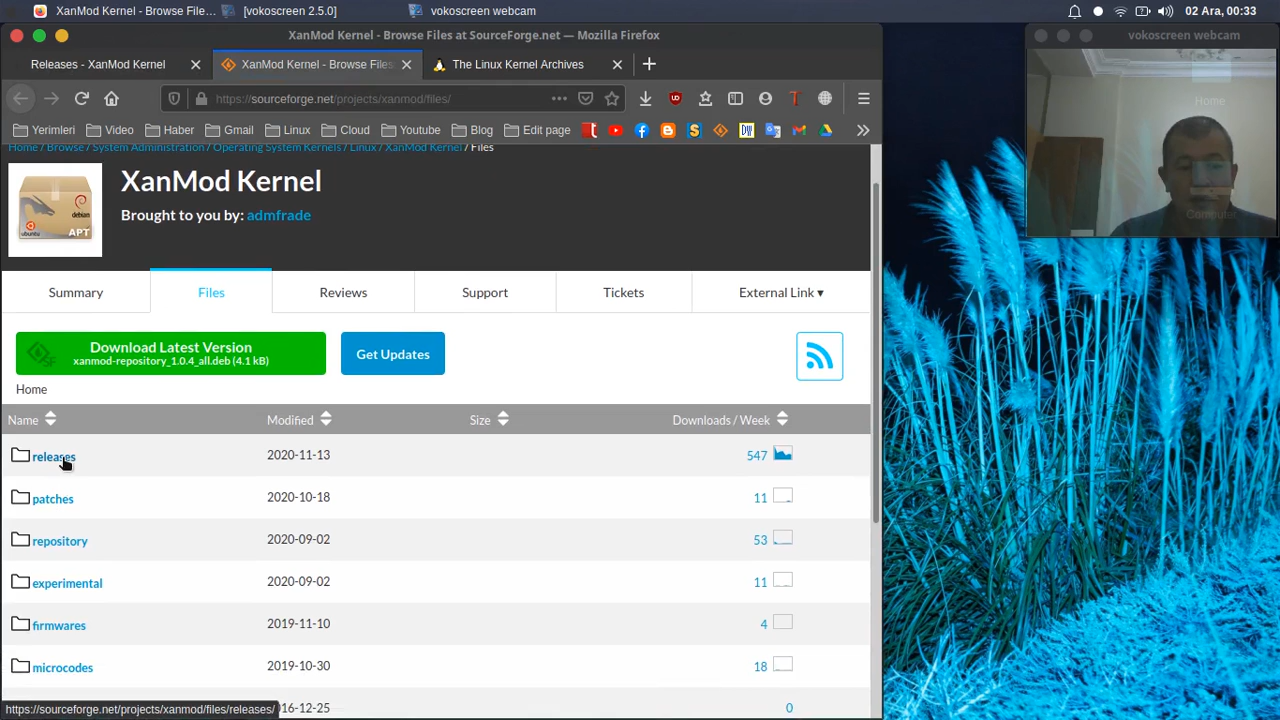 XanMod Kernel - Browse File...
[vokoscreen 2.5.0]
vokoscreen webcam
02 Ara, 00:33
XanMod Kernel - Browse Files at SourceForge.net — Mozilla Firefox
vokoscreen webcam
Releases - XanMod Kernel
XanMod Kernel - Browse Files
The Linux Kernel Archives
https://sourceforge.net/projects/xanmod/files/
Yerimleri
Video
Haber
Gmail
Linux
Cloud
Youtube
Blog
Edit page
Home / Browse / System Administration / Operating System Kernels / Linux / XanMod Kernel / Files
XanMod Kernel
Brought to you by: admfrade
debian
ubuntu
APT
Summary
Files
Reviews
Support
Tickets
External Link ▾
Download Latest Version
xanmod-repository_1.0.4_all.deb (4.1 kB)
Get Updates
Home
Name
Modified
Size
Downloads / Week
releases
2020-11-13
547
patches
2020-10-18
11
repository
2020-09-02
53
experimental
2020-09-02
11
firmwares
2019-11-10
4
microcodes
2019-10-30
18
https://sourceforge.net/projects/xanmod/files/releases/
016-12-25
0
Home
Computer